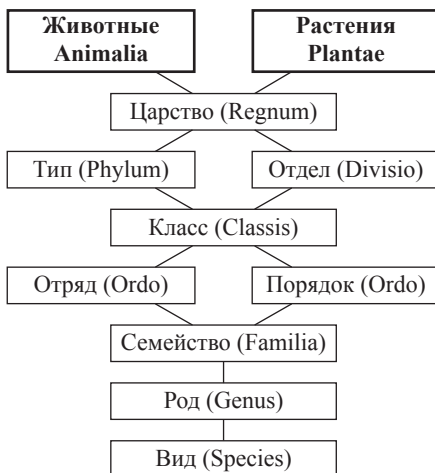 Животные
Animalia
Растения
Plantae
Царство (Regnum)
Тип (Phylum)
Отдел (Divisio)
Класс (Classis)
Отряд (Ordo)
Порядок (Ordo)
Семейство (Familia)
Род (Genus)
Вид (Species)